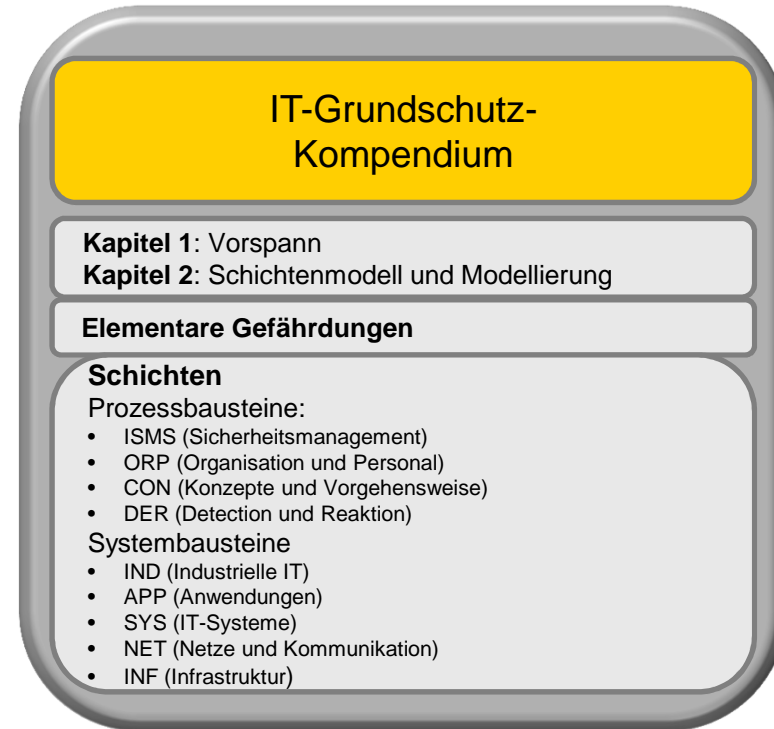 IT-Grundschutz-
Kompendium
Kapitel 1: Vorspann
Kapitel 2: Schichtenmodell und Modellierung
Elementare Gefährdungen
Schichten
Prozessbausteine:
• ISMS (Sicherheitsmanagement)
• ORP (Organisation und Personal)
• CON (Konzepte und Vorgehensweise)
• DER (Detection und Reaktion)
Systembausteine
• IND (Industrielle IT)
• APP (Anwendungen)
• SYS (IT-Systeme)
• NET (Netze und Kommunikation)
• INF (Infrastruktur)